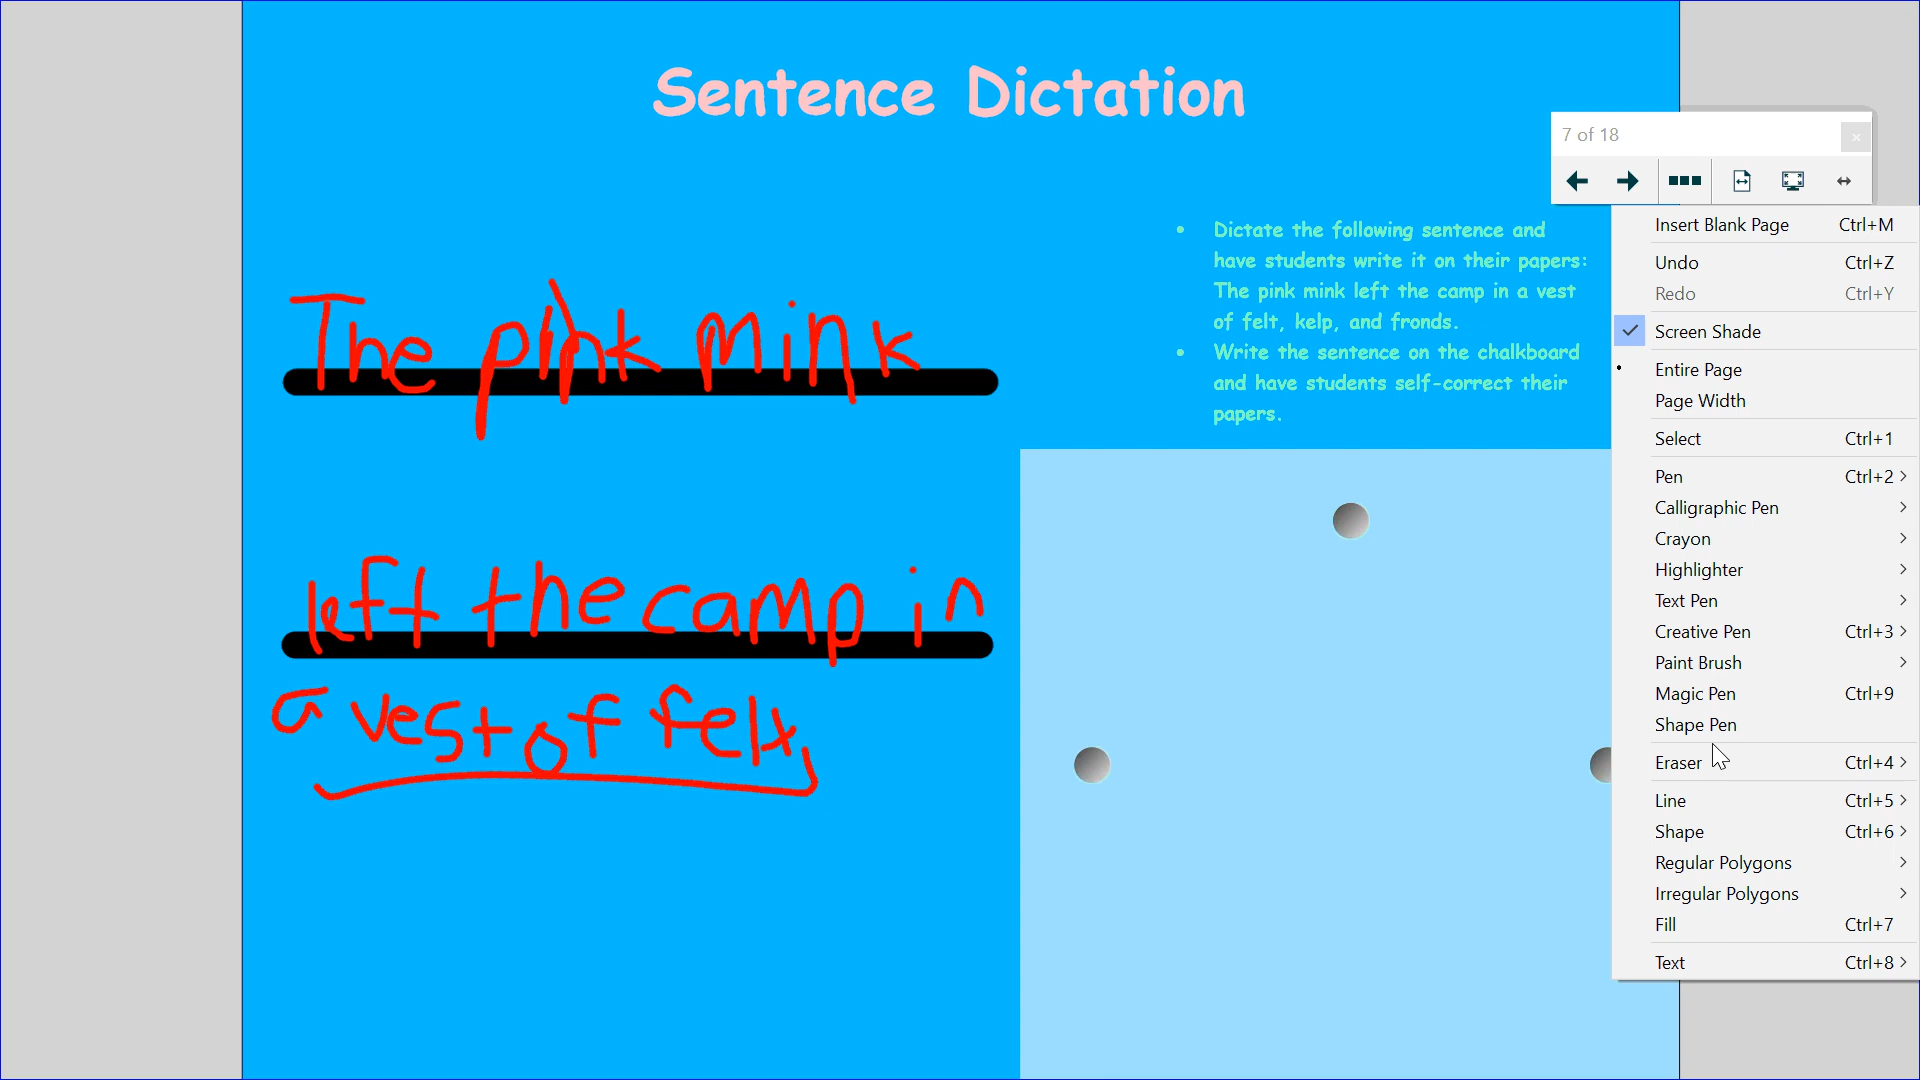 Sentence Dictation
7 of 18
• Dictate the following sentence and
have students write it on their papers:
The pink mink left the camp in a vest
of felt, kelp, and fronds.
• Write the sentence on the chalkboard
and have students self-correct their
papers.
The pink mink
left the camp in
a vest of felt,
Insert Blank Page Ctrl+M
Undo Ctrl+Z
Redo Ctrl+Y
Screen Shade
Entire Page
Page Width
Select Ctrl+1
Pen Ctrl+2
Calligraphic Pen
Crayon
Highlighter
Text Pen
Creative Pen Ctrl+3
Paint Brush
Magic Pen Ctrl+9
Shape Pen
Eraser Ctrl+4
Line Ctrl+5
Shape Ctrl+6
Regular Polygons
Irregular Polygons
Fill Ctrl+7
Text Ctrl+8